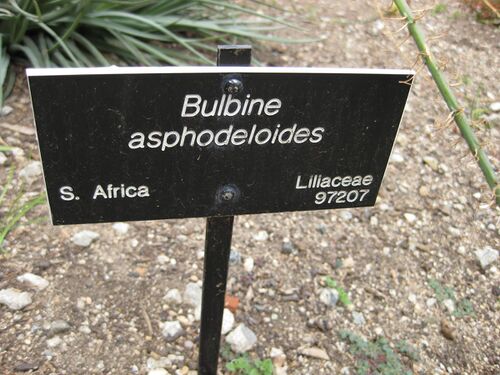 Bulbine
asphodeloides
S. Africa
Liliaceae
97207